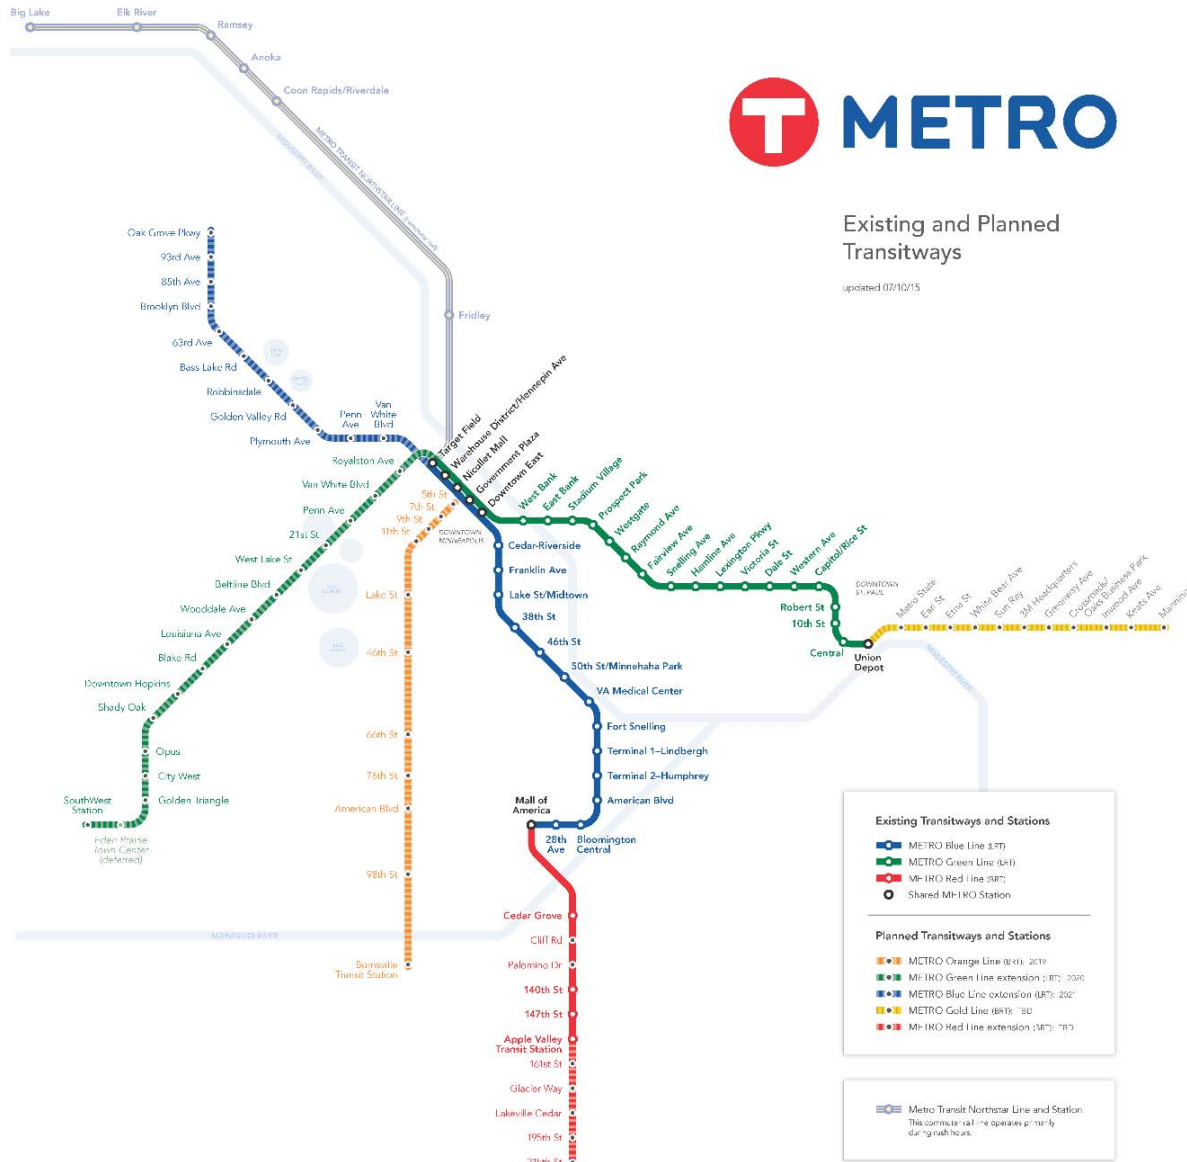 Big Lake
Elk River
Ramsey
Anoka
Coon Rapids/Riverdale
METRO TRANSIT NORTHSTAR LINE (commuter rail)
MISSISSIPPI RIVER
Fridley
T METRO
Existing and Planned
Transitways
updated 07/10/15
Oak Grove Pkwy
93rd Ave
85th Ave
Brooklyn Blvd
63rd Ave
Bass Lake Rd
Robbinsdale
Golden Valley Rd
Plymouth Ave
Penn
Ave
Van
White
Blvd
Target Field
Warehouse District/Hennepin Ave
Nicollet Mall
Government Plaza
Downtown East
Royalston Ave
Van White Blvd
Penn Ave
21st St
West Lake St
Beltline Blvd
Wooddale Ave
Louisiana Ave
Blake Rd
Downtown Hopkins
Shady Oak
Opus
City West
Golden Triangle
SouthWest
Station
Eden Prairie
Town Center
(deferred)
5th St
7th St
9th St
11th St
DOWNTOWN
MINNEAPOLIS
Lake St
46th St
66th St
76th St
American Blvd
98th St
Burnsville
Transit Station
West Bank
East Bank
Stadium Village
Prospect Park
Westgate
Raymond Ave
Fairview Ave
Snelling Ave
Hamline Ave
Lexington Pkwy
Victoria St
Dale St
Western Ave
Capitol/Rice St
Robert St
10th St
Central
Union
Depot
DOWNTOWN
ST. PAUL
Metro State
Earl St
Etna St
White Bear Ave
Sun Ray
3M Headquarters
Greenway Ave
Crossroads/
Oaks Business Park
Inwood Ave
Keats Ave
Manning
MISSISSIPPI RIVER
Cedar-Riverside
Franklin Ave
Lake St/Midtown
38th St
46th St
50th St/Minnehaha Park
VA Medical Center
Fort Snelling
Terminal 1–Lindbergh
Terminal 2–Humphrey
American Blvd
Bloomington
Central
28th
Ave
Mall of
America
Cedar Grove
Cliff Rd
Palomino Dr
140th St
147th St
Apple Valley
Transit Station
161st St
Glacier Way
Lakeville Cedar
195th St
MINNESOTA RIVER
Existing Transitways and Stations
METRO Blue Line (LRT)
METRO Green Line (LRT)
METRO Red Line (BRT)
Shared METRO Station
Planned Transitways and Stations
METRO Orange Line (BRT): 2019
METRO Green Line extension (LRT): 2020
METRO Blue Line extension (LRT): 2021
METRO Gold Line (BRT): TBD
METRO Red Line extension (BRT): TBD
Metro Transit Northstar Line and Station
This commuter rail line operates primarily
during rush hours.